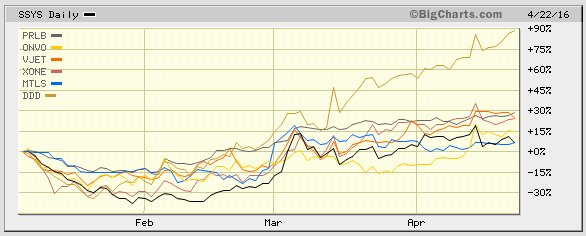 SSYS Daily
©BigCharts.com
4/22/16
PRLB
ONVO
VJET
XONE
MTLS
DDD
+90%
+75%
+60%
+45%
+30%
+15%
+0%
-15%
-30%
Feb
Mar
Apr